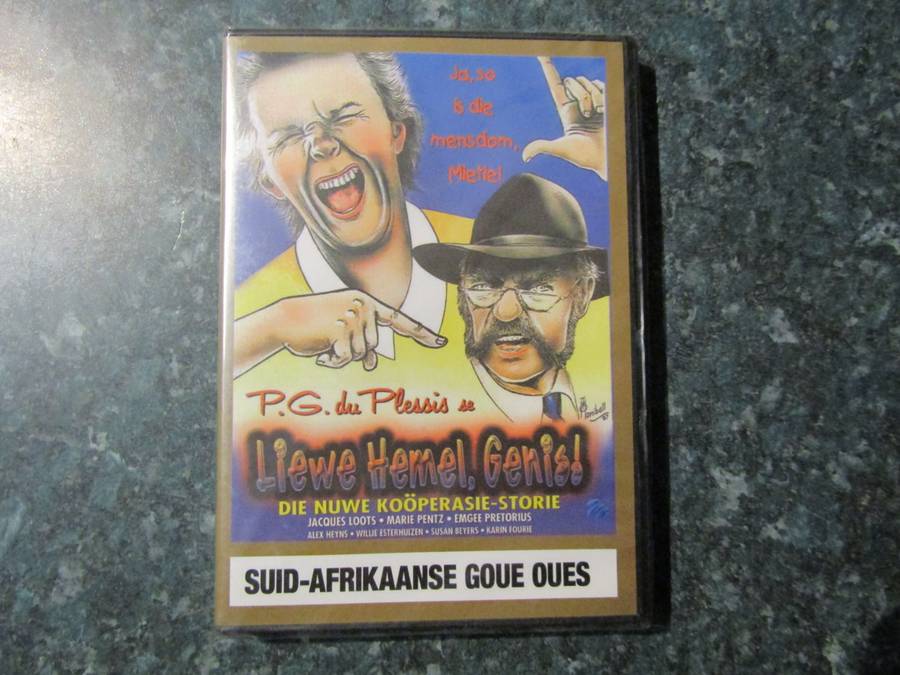 Ja, so
is die
mensdom,
Mietie!
P.G. du Plessis se
Liewe Hemel, Genis!
DIE NUWE KOÖPERASIE-STORIE
JACQUES LOOTS • MARIE PENTZ • EMGEE PRETORIUS
ALEX HEYNS • WILLIE ESTERHUIZEN • SUSAN BEYERS • KARIN FOURIE
SUID-AFRIKAANSE GOUE OUES